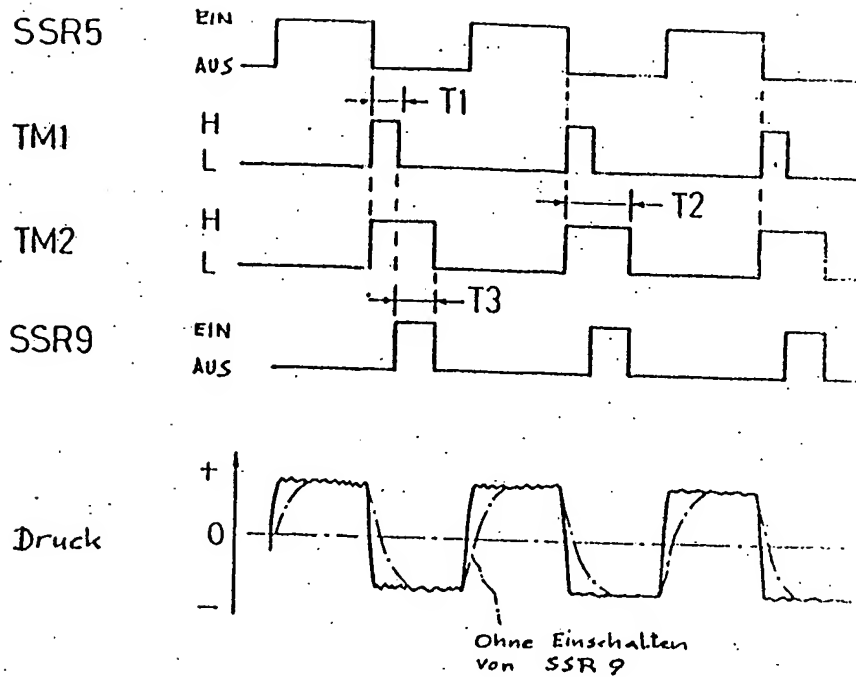 SSR5
EIN
AUS
T1
TM1
H
L
T2
TM2
H
L
T3
SSR9
EIN
AUS
Druck
+
0
-
Ohne Einschalten
von SSR 9